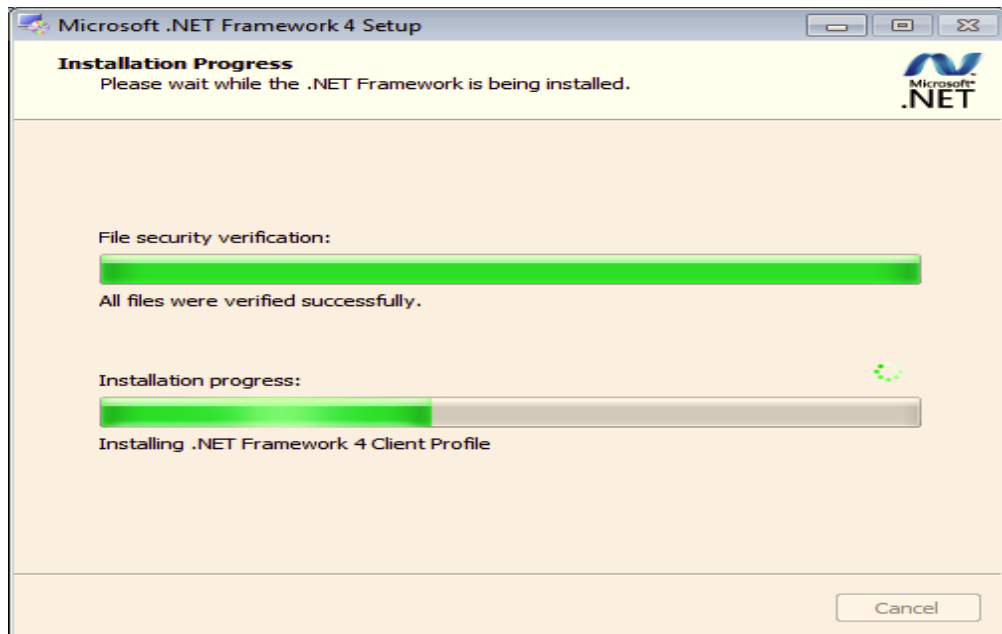 Microsoft .NET Framework 4 Setup
Installation Progress
Please wait while the .NET Framework is being installed.
Microsoft
.NET
File security verification:
All files were verified successfully.
Installation progress:
Installing .NET Framework 4 Client Profile
Cancel